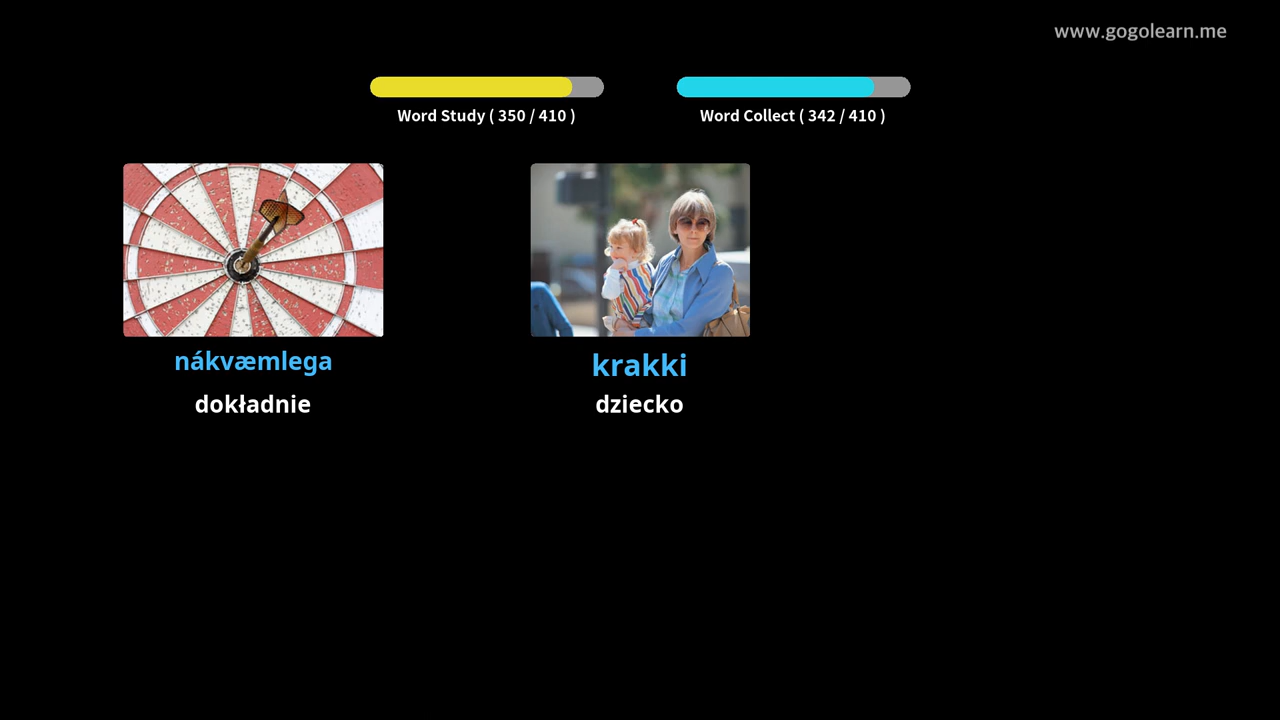 www.gogolearn.me
Word Study ( 350 / 410 )
Word Collect ( 342 / 410 )
nákvæmlega
dokładnie
krakki
dziecko